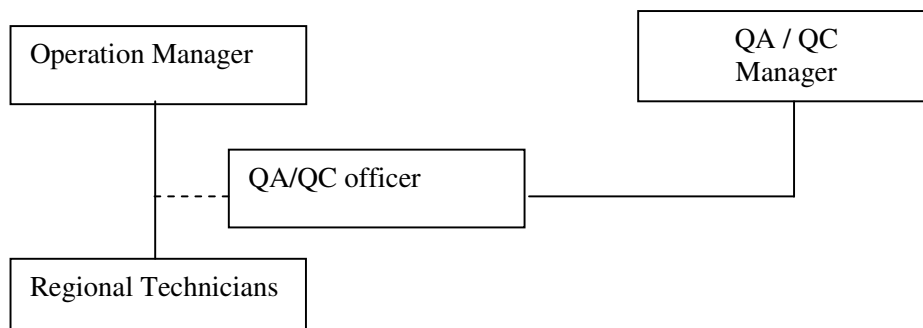 Operation Manager
QA / QC
Manager
QA/QC officer
Regional Technicians